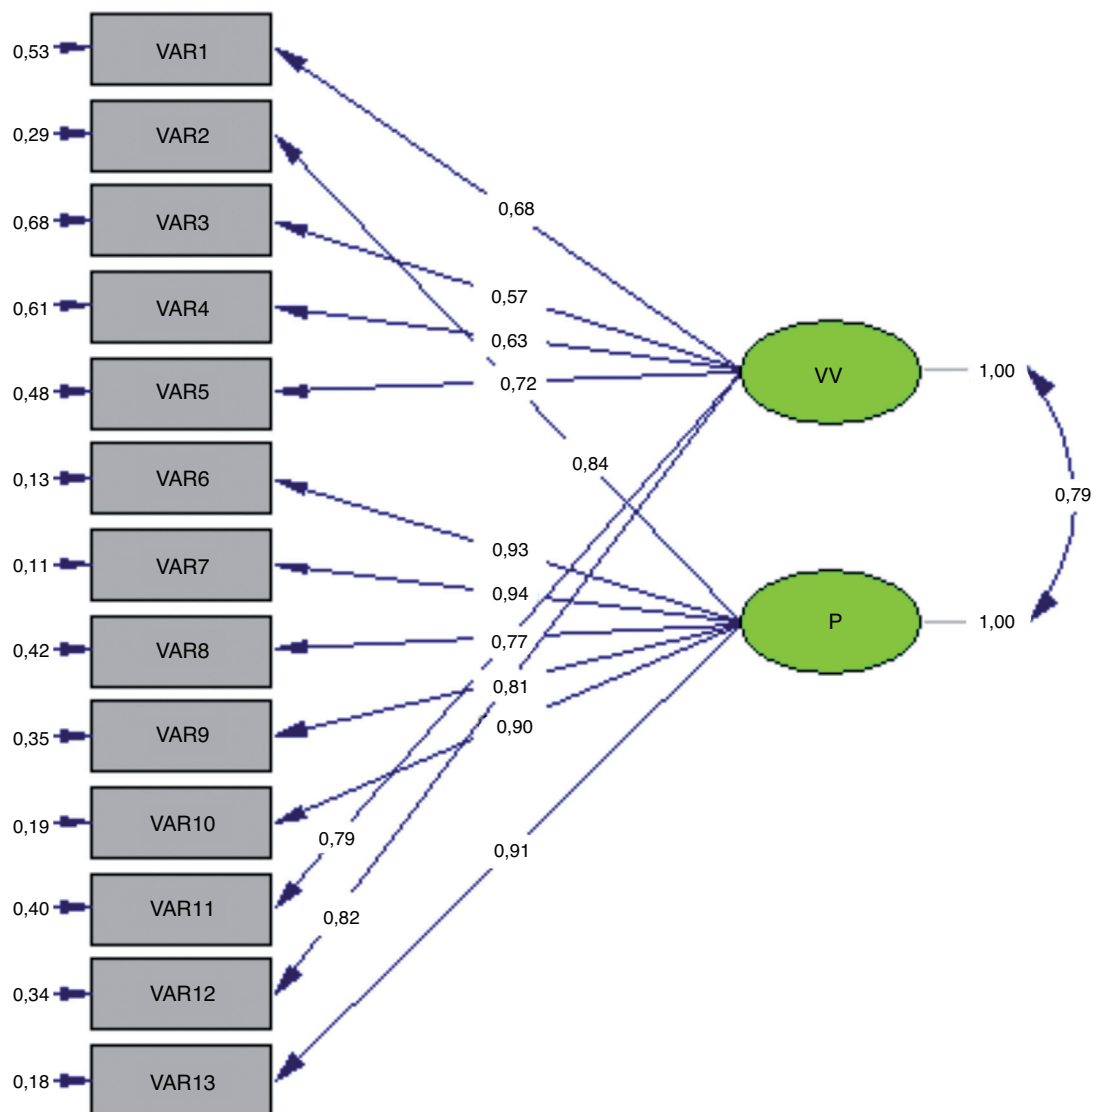 0,53 VAR1
0,29 VAR2
0,68 VAR3
0,61 VAR4
0,48 VAR5
0,13 VAR6
0,11 VAR7
0,42 VAR8
0,35 VAR9
0,19 VAR10
0,40 VAR11
0,34 VAR12
0,18 VAR13
0,68
0,57
0,63
0,72
0,84
0,93
0,94
0,77
0,81
0,90
0,79
0,91
0,82
VV 1,00
0,79
P 1,00